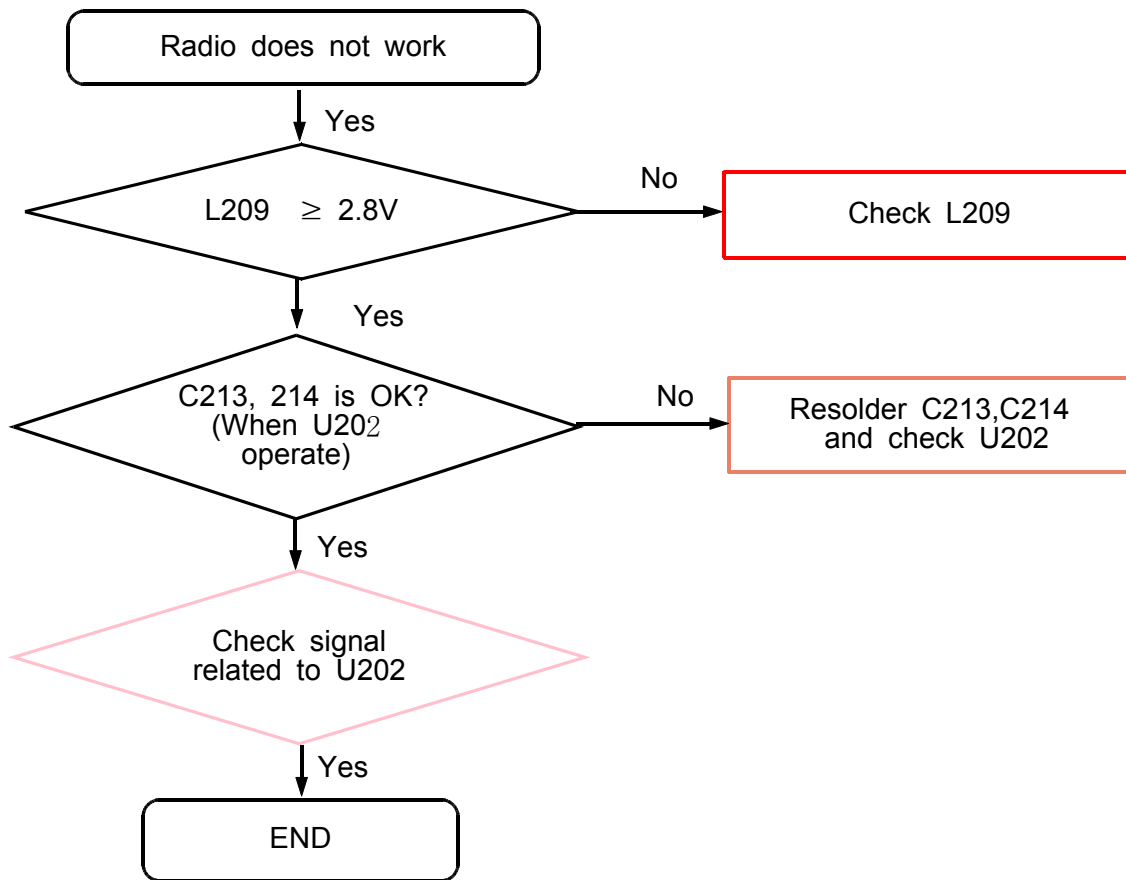 Radio does not work
Yes
L209 ≥ 2.8V
No
Check L209
Yes
C213, 214 is OK?
(When U202
operate)
No
Resolder C213,C214
and check U202
Yes
Check signal
related to U202
Yes
END